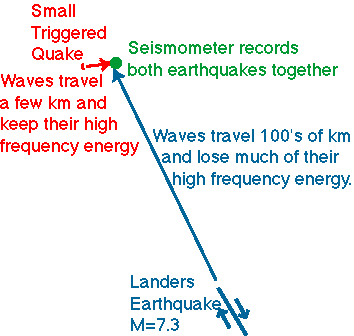 Small
Triggered
Quake
Seismometer records
both earthquakes together
Waves travel
a few km and
keep their high
frequency energy
Waves travel 100's of km
and lose much of their
high frequency energy.
Landers
Earthquake
M=7.3